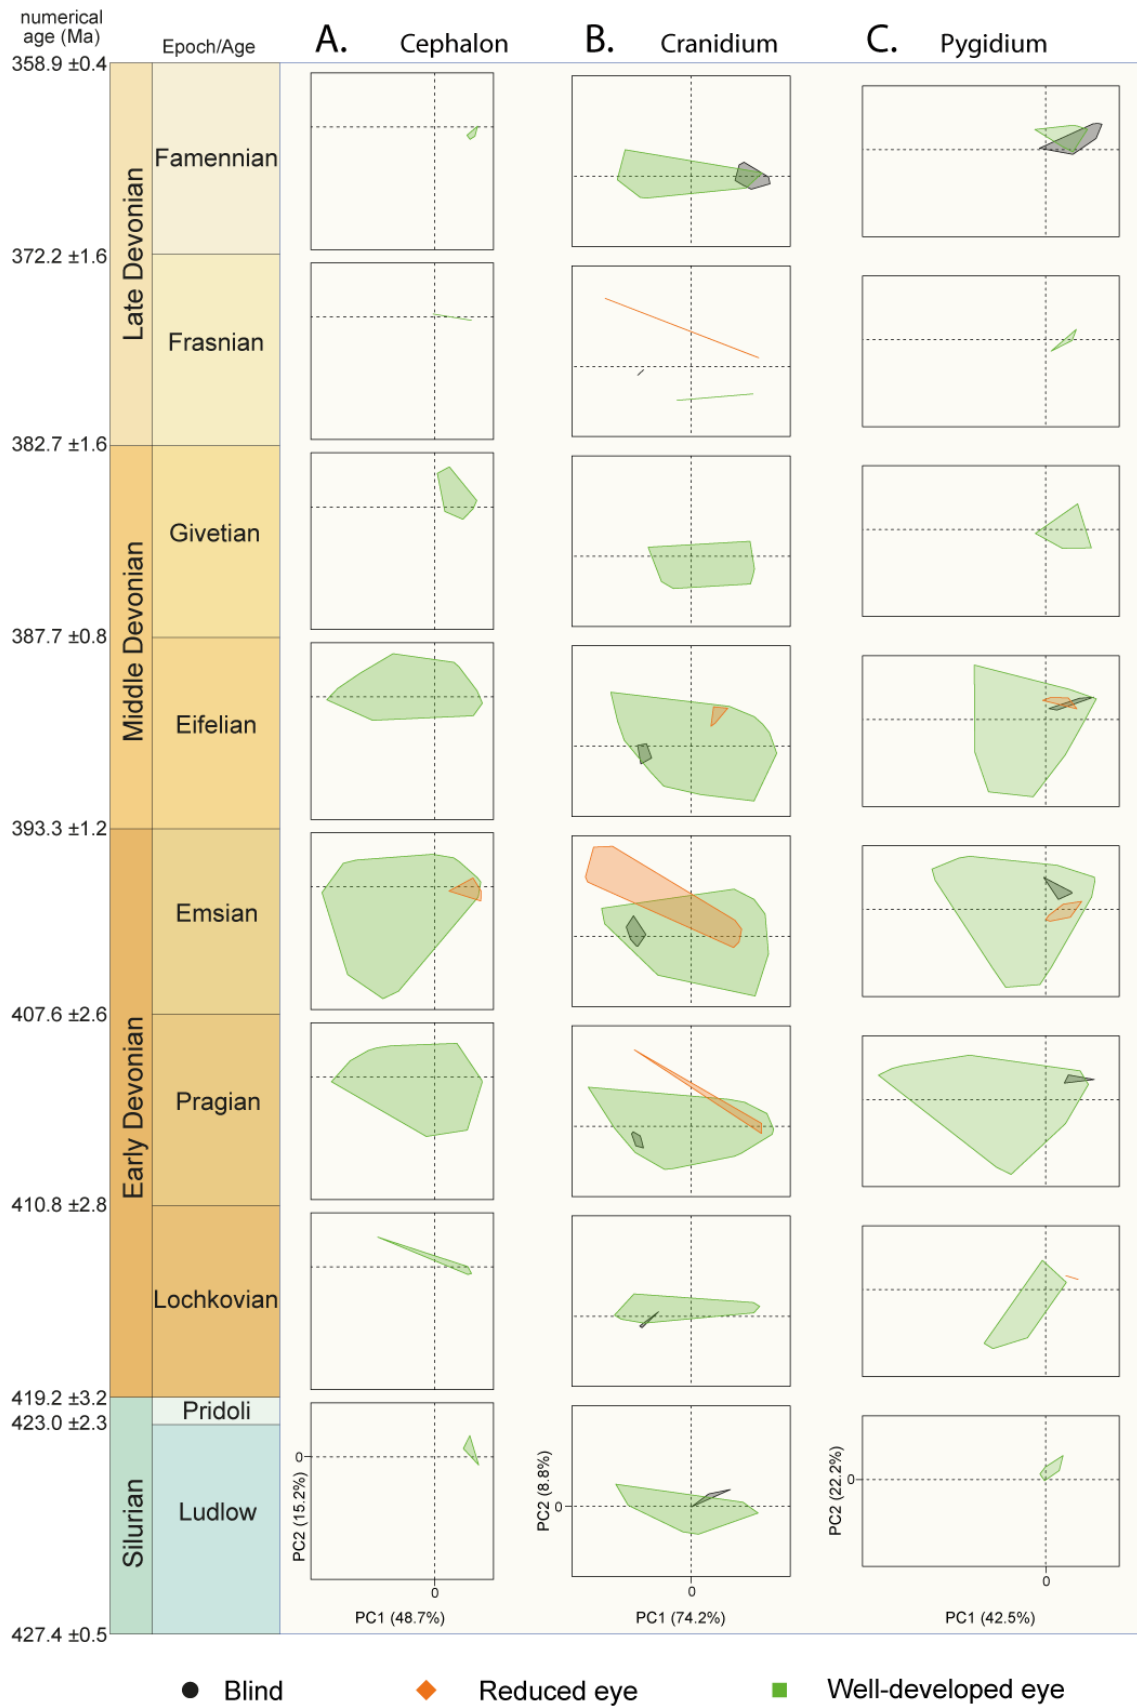 numerical
age (Ma)
Epoch/Age
A. Cephalon
B. Cranidium
C. Pygidium
358.9 ±0.4
Late Devonian
Famennian
372.2 ±1.6
Frasnian
382.7 ±1.6
Middle Devonian
Givetian
387.7 ±0.8
Eifelian
393.3 ±1.2
Early Devonian
Emsian
407.6 ±2.6
Pragian
410.8 ±2.8
Lochkovian
419.2 ±3.2
Pridoli
423.0 ±2.3
Silurian
Ludlow
427.4 ±0.5
0
PC2 (15.2%)
0
PC1 (48.7%)
PC2 (8.8%)
0
0
PC1 (74.2%)
PC2 (22.2%)
0
0
PC1 (42.5%)
Blind
Reduced eye
Well-developed eye